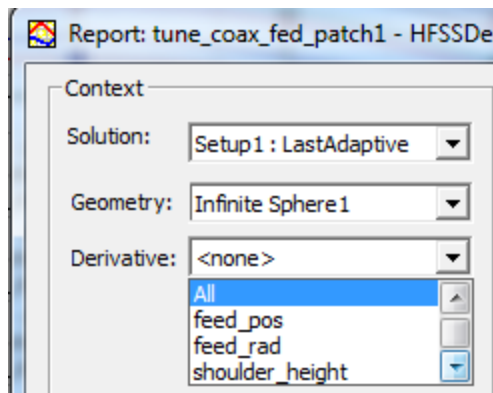 Report: tune_coax_fed_patch1 - HFSSDe
Context
Solution: Setup1 : LastAdaptive
Geometry: Infinite Sphere1
Derivative: <none>
All
feed_pos
feed_rad
shoulder_height